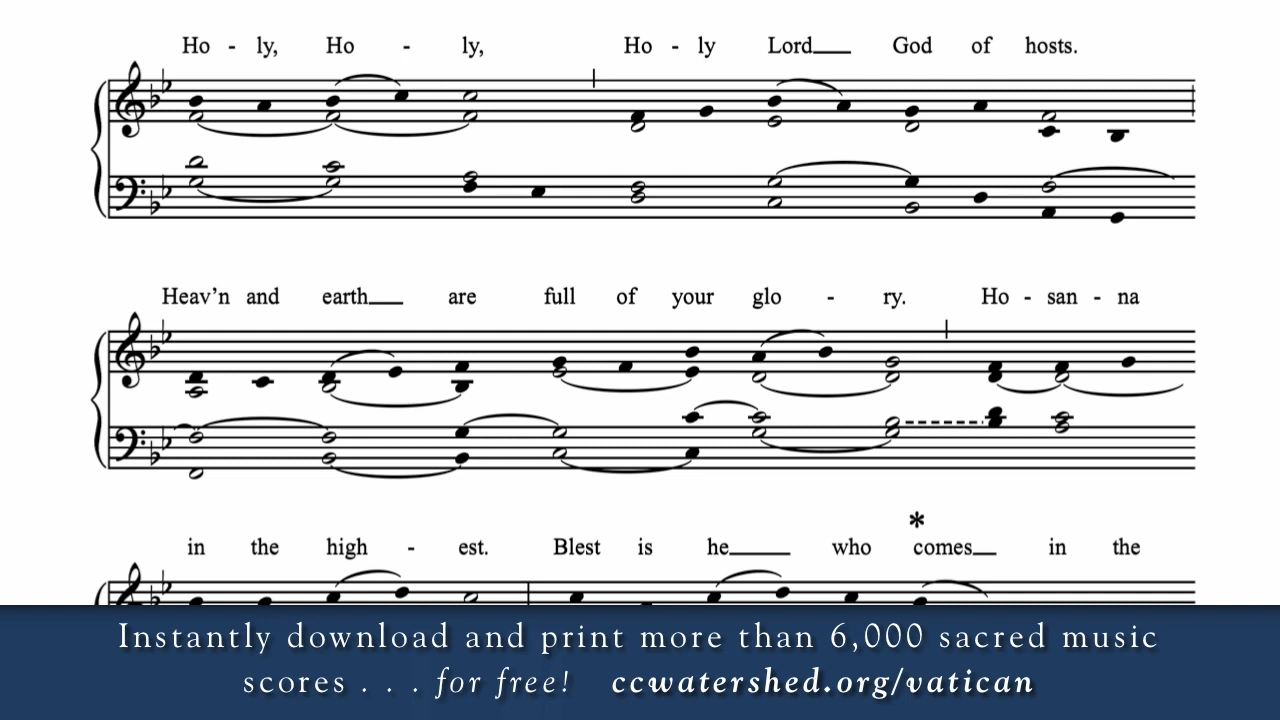 Ho - ly, Ho - ly, Ho - ly Lord God of hosts.
Heav’n and earth are full of your glo - ry. Ho - san - na
*
in the high - est. Blest is he who comes in the
Instantly download and print more than 6,000 sacred music
scores . . . for free! ccwatershed.org/vatican